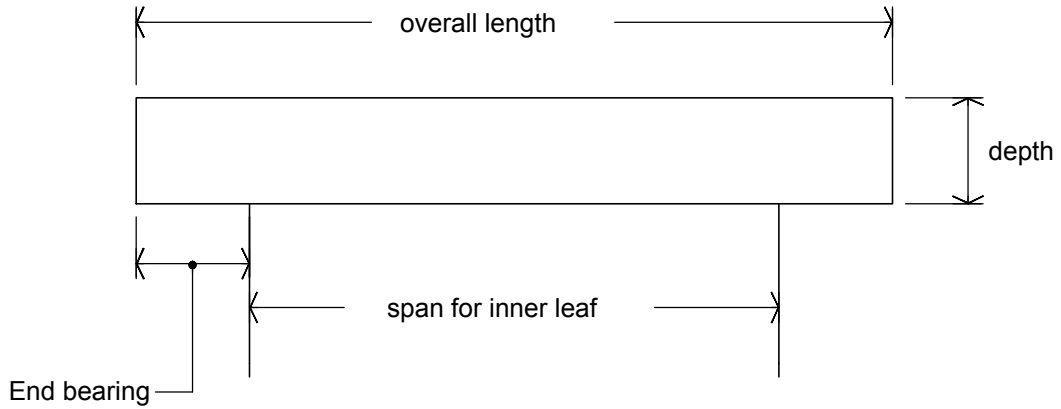 overall length
depth
span for inner leaf
End bearing